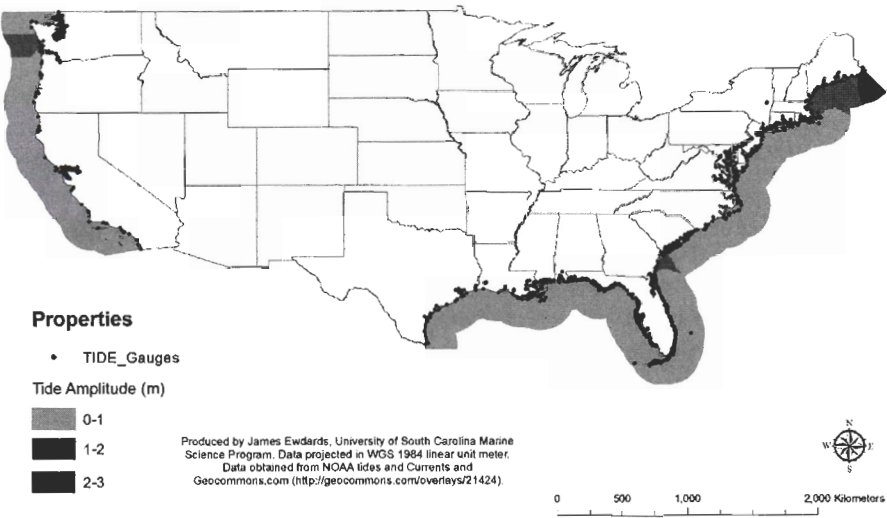 Properties
TIDE_Gauges
Tide Amplitude (m)
0-1
1-2
2-3
Produced by James Ewdards, University of South Carolina Marine
Science Program. Data projected in WGS 1984 linear unit meter.
Data obtained from NOAA tides and Currents and
Geocommons.com (http://geocommons.com/overlays/21424).
N
W
E
S
0 500 1,000 2,000 Kilometers